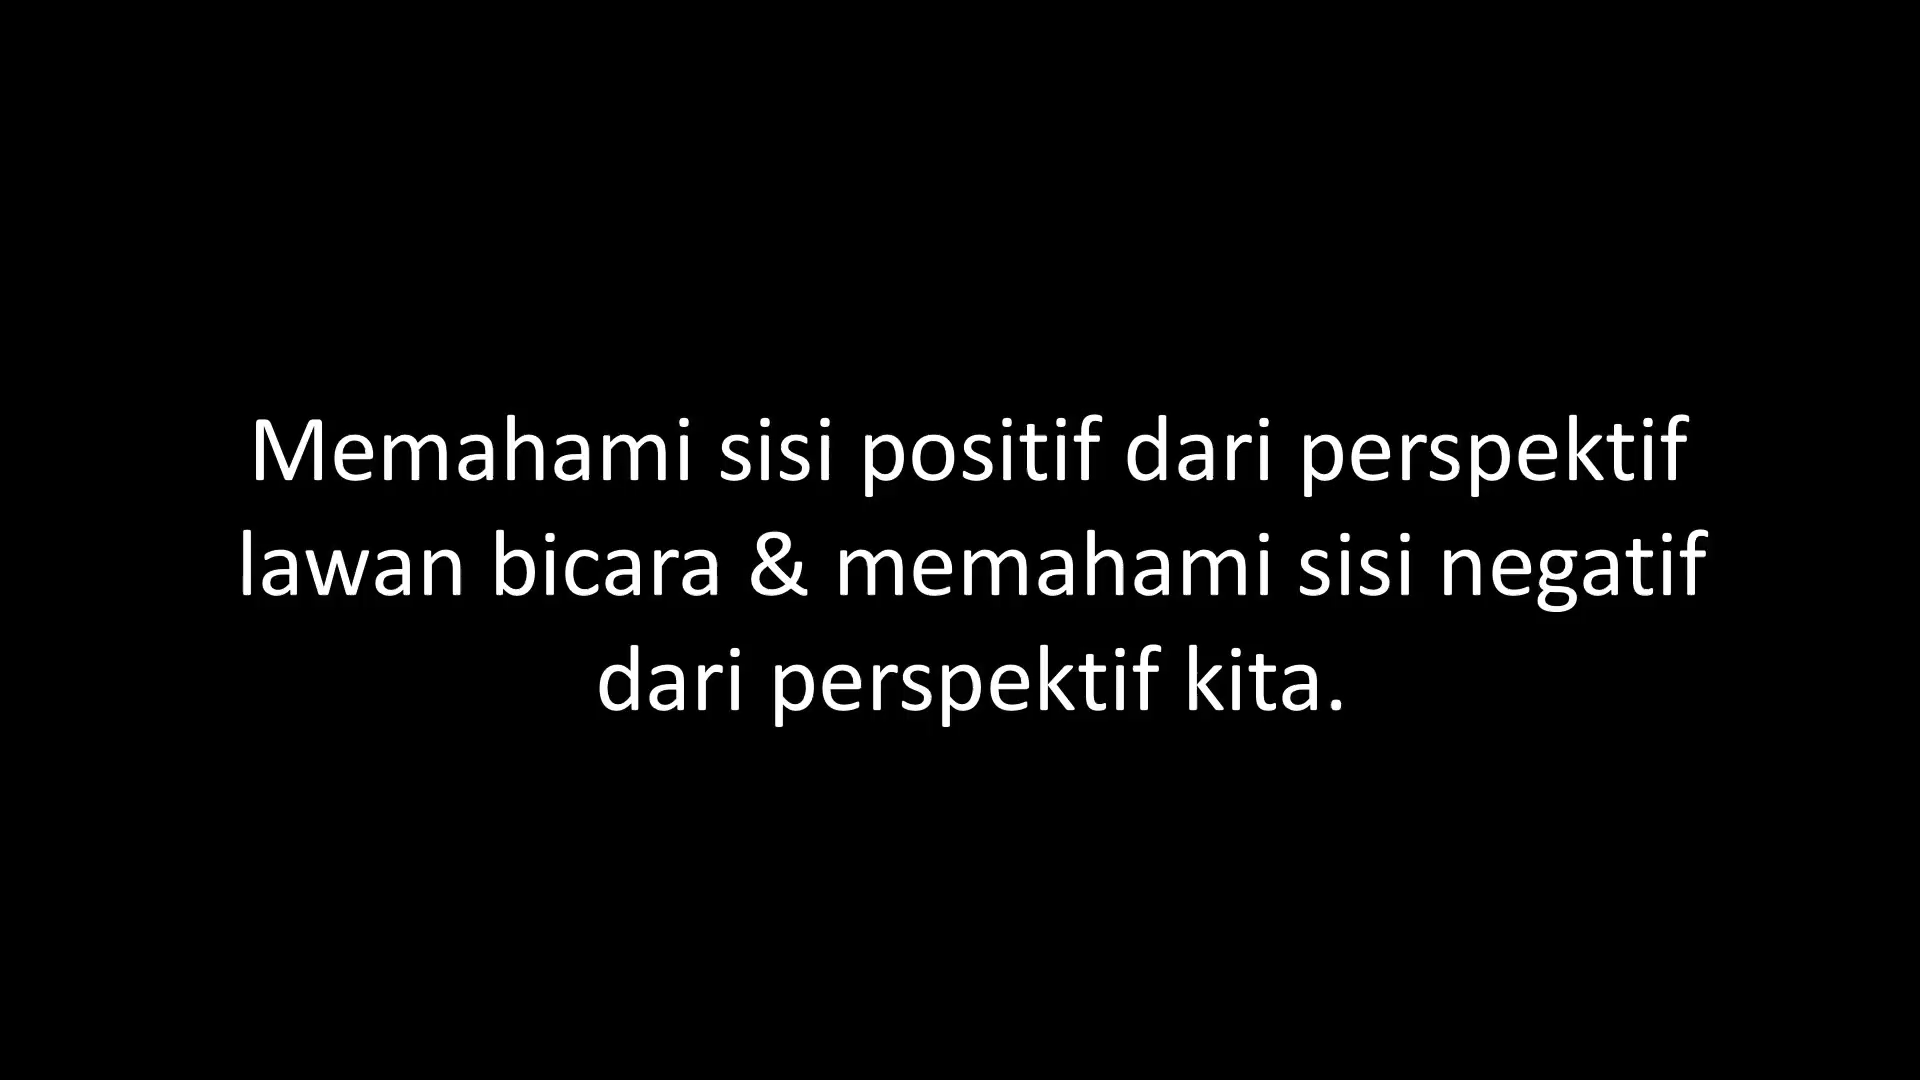 Memahami sisi positif dari perspektif
lawan bicara & memahami sisi negatif
dari perspektif kita.